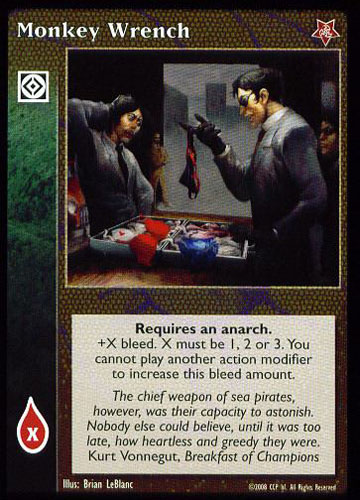 Monkey Wrench
Requires an anarch.
+X bleed. X must be 1, 2 or 3. You
cannot play another action modifier
to increase this bleed amount.
The chief weapon of sea pirates,
however, was their capacity to astonish.
Nobody else could believe, until it was too
late, how heartless and greedy they were.
Kurt Vonnegut, Breakfast of Champions
X
Illus: Brian LeBlanc
©2008 CCP hf. All Rights Reserved